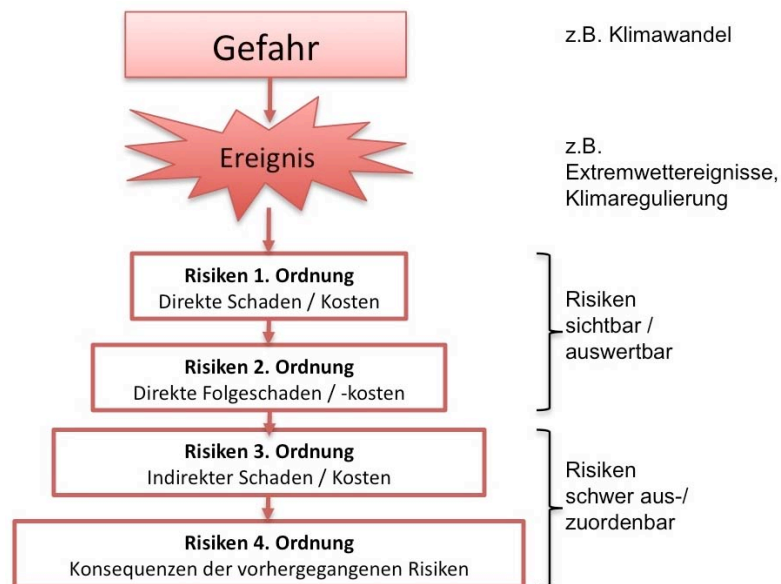 Gefahr
z.B. Klimawandel
Ereignis
z.B.
Extremwettereignisse,
Klimaregulierung
Risiken 1. Ordnung
Direkte Schaden / Kosten
Risiken 2. Ordnung
Direkte Folgeschaden / -kosten
Risiken
sichtbar /
auswertbar
Risiken 3. Ordnung
Indirekter Schaden / Kosten
Risiken 4. Ordnung
Konsequenzen der vorhergegangenen Risiken
Risiken
schwer aus-/
zuordenbar